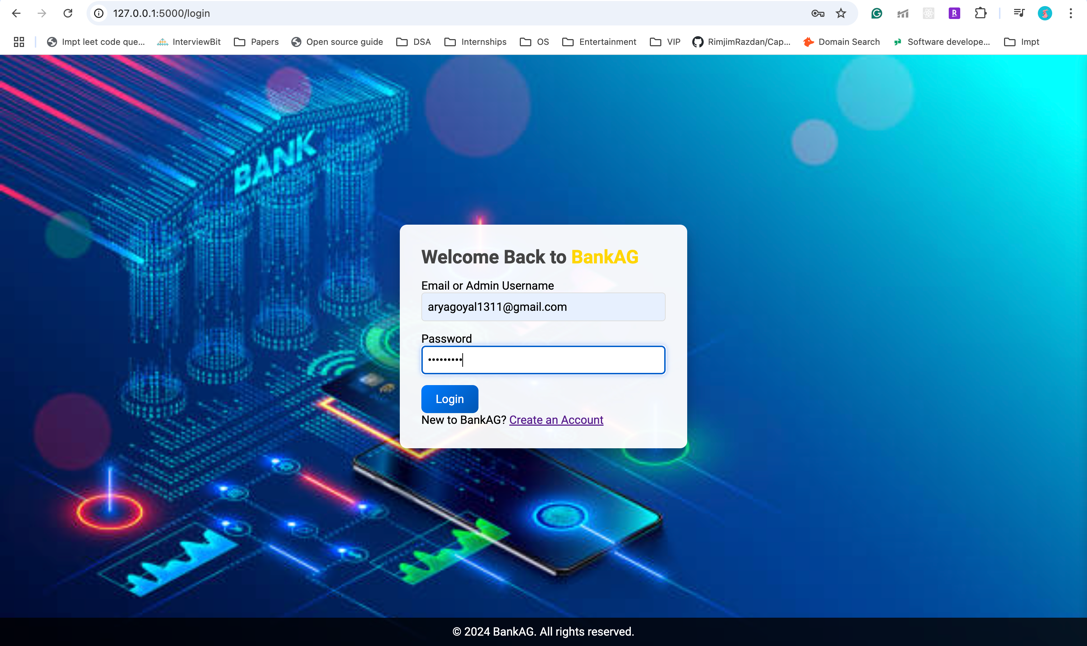 127.0.0.1:5000/login
Impt leet code que... InterviewBit Papers Open source guide DSA Internships OS Entertainment VIP RimjimRazdan/Cap... Domain Search Software develope... Impt
BANK
Welcome Back to BankAG
Email or Admin Username
aryagoyal1311@gmail.com
Password
•••••••••
Login
New to BankAG? Create an Account
© 2024 BankAG. All rights reserved.